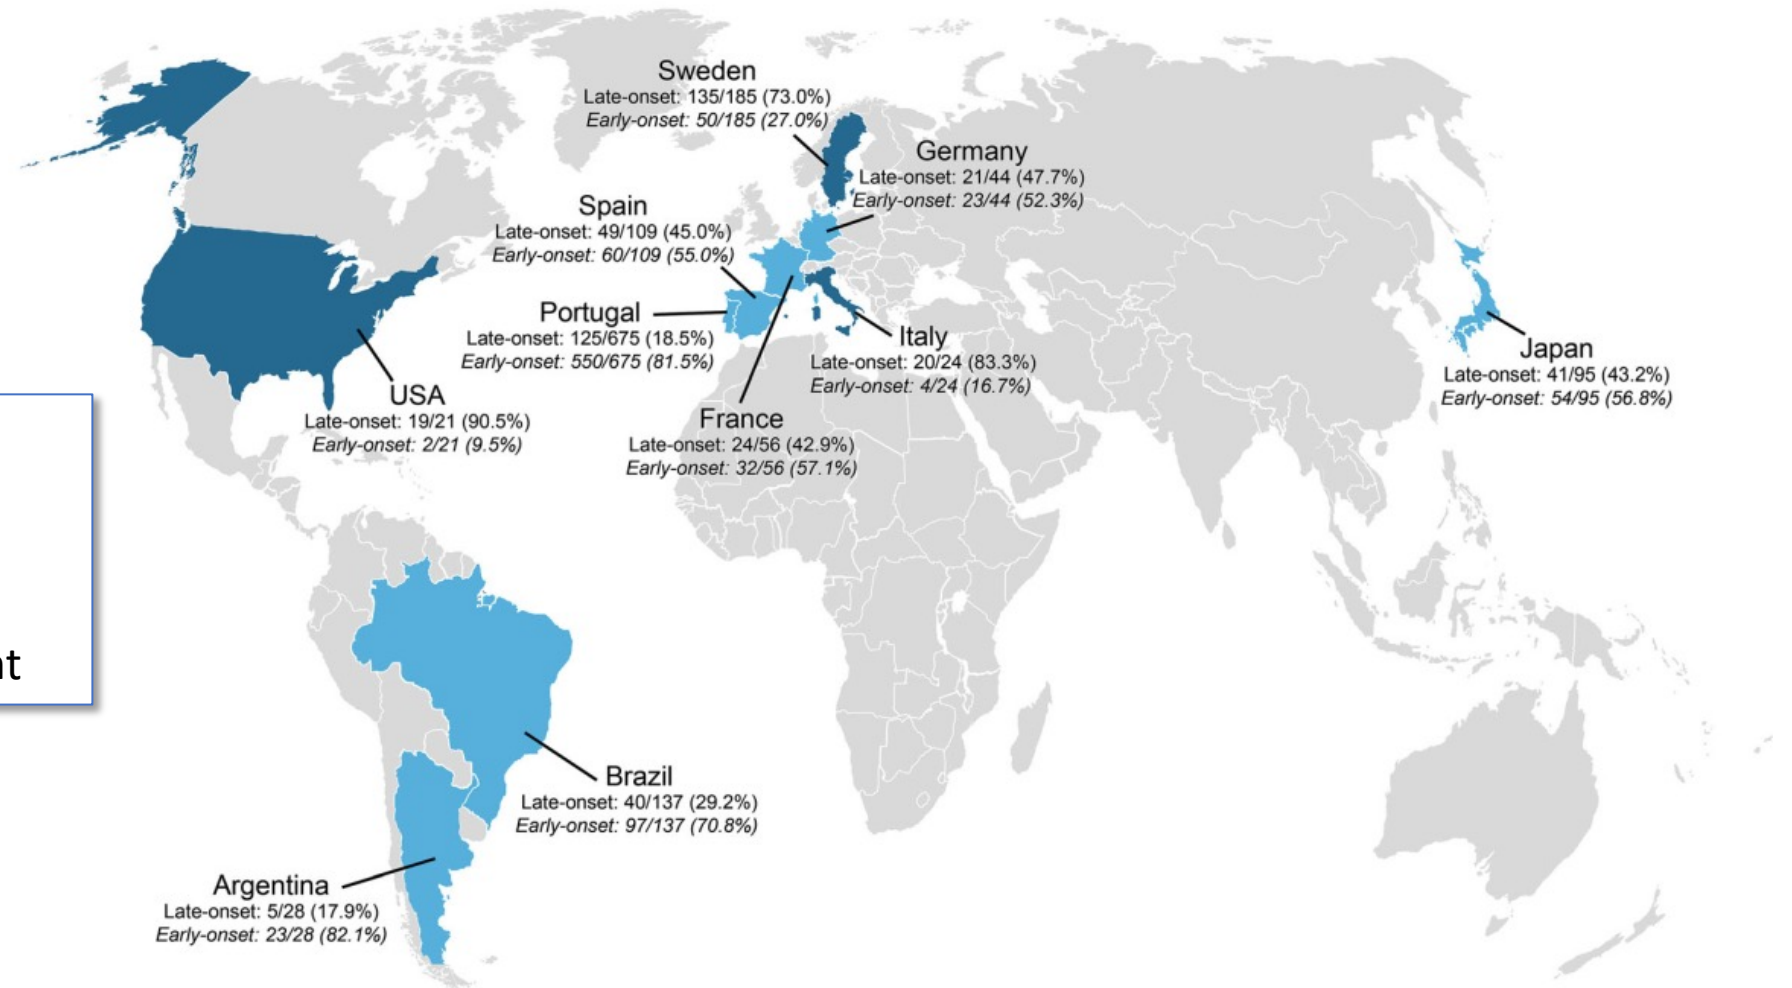 Sweden
Late-onset: 135/185 (73.0%)
Early-onset: 50/185 (27.0%)
Germany
Late-onset: 21/44 (47.7%)
Early-onset: 23/44 (52.3%)
Spain
Late-onset: 49/109 (45.0%)
Early-onset: 60/109 (55.0%)
Portugal
Late-onset: 125/675 (18.5%)
Early-onset: 550/675 (81.5%)
Italy
Late-onset: 20/24 (83.3%)
Early-onset: 4/24 (16.7%)
Japan
Late-onset: 41/95 (43.2%)
Early-onset: 54/95 (56.8%)
USA
Late-onset: 19/21 (90.5%)
Early-onset: 2/21 (9.5%)
France
Late-onset: 24/56 (42.9%)
Early-onset: 32/56 (57.1%)
Brazil
Late-onset: 40/137 (29.2%)
Early-onset: 97/137 (70.8%)
Argentina
Late-onset: 5/28 (17.9%)
Early-onset: 23/28 (82.1%)